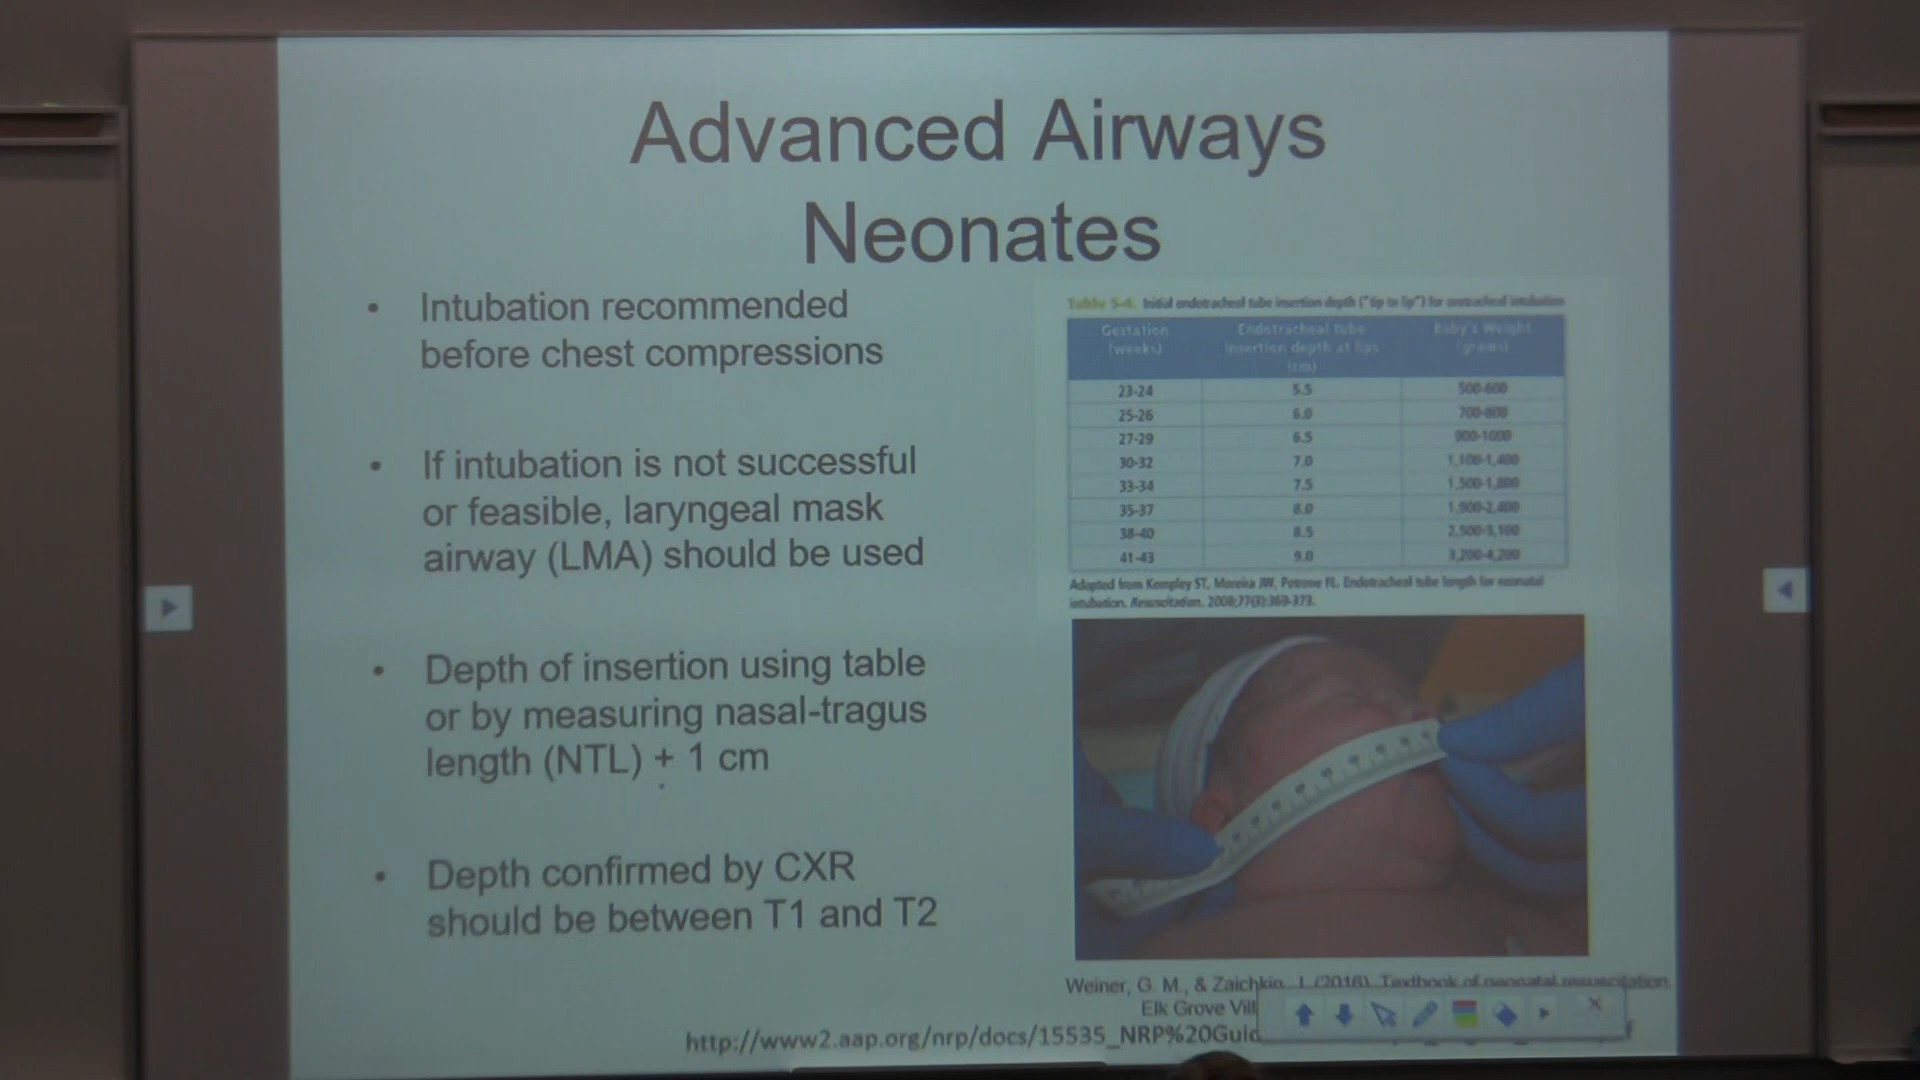 Advanced Airways
Neonates
• Intubation recommended
before chest compressions
• If intubation is not successful
or feasible, laryngeal mask
airway (LMA) should be used
• Depth of insertion using table
or by measuring nasal-tragus
length (NTL) + 1 cm
• Depth confirmed by CXR
should be between T1 and T2
Table 5-4. Initial endotracheal tube insertion depth ("tip to lip") for orotracheal intubation
Gestation (weeks) Endotracheal tube insertion depth at lips (cm) Baby's Weight (grams)
23-24 5.5 500-600
25-26 6.0 700-800
27-29 6.5 900-1000
30-32 7.0 1,100-1,400
33-34 7.5 1,500-1,800
35-37 8.0 1,900-2,400
38-40 8.5 2,500-3,100
41-43 9.0 3,200-4,200
Adapted from Kempley ST, Moreira JW, Petrone FL. Endotracheal tube length for neonatal
intubation. Resuscitation. 2008;77(3):369-373.
Weiner, G. M., & Zaichkin, J. (2016). Textbook of neonatal resuscitation.
Elk Grove Vill
http://www2.aap.org/nrp/docs/15535_NRP%20Guid